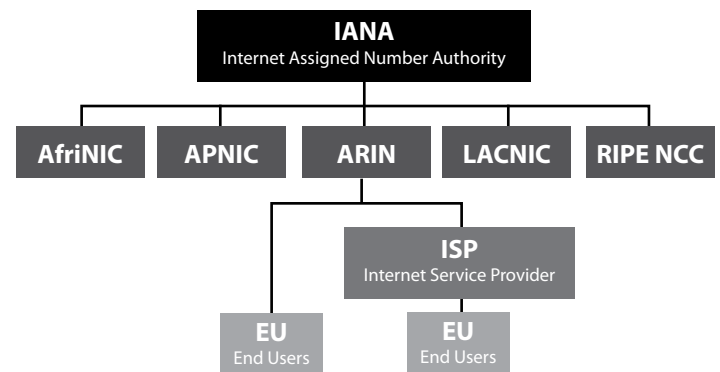 IANA
Internet Assigned Number Authority
AfriNIC
APNIC
ARIN
LACNIC
RIPE NCC
ISP
Internet Service Provider
EU
End Users
EU
End Users